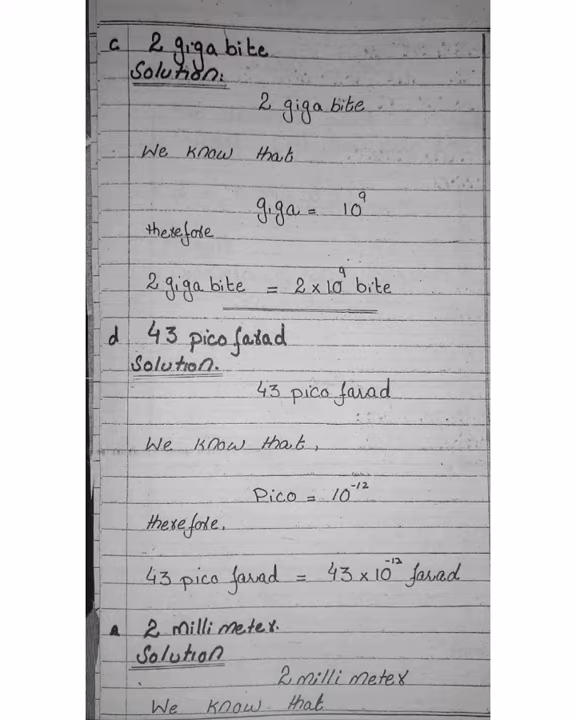 c 2 giga bite
Solution:
2 giga bite
We know that
giga = 10⁹
therefore
2 giga bite = 2 x 10⁹ bite
d 43 pico farad
Solution.
43 pico farad
We know that,
Pico = 10⁻¹²
therefore,
43 pico farad = 43 x 10⁻¹² farad
2 milli meter.
Solution
2 milli meter
We know that